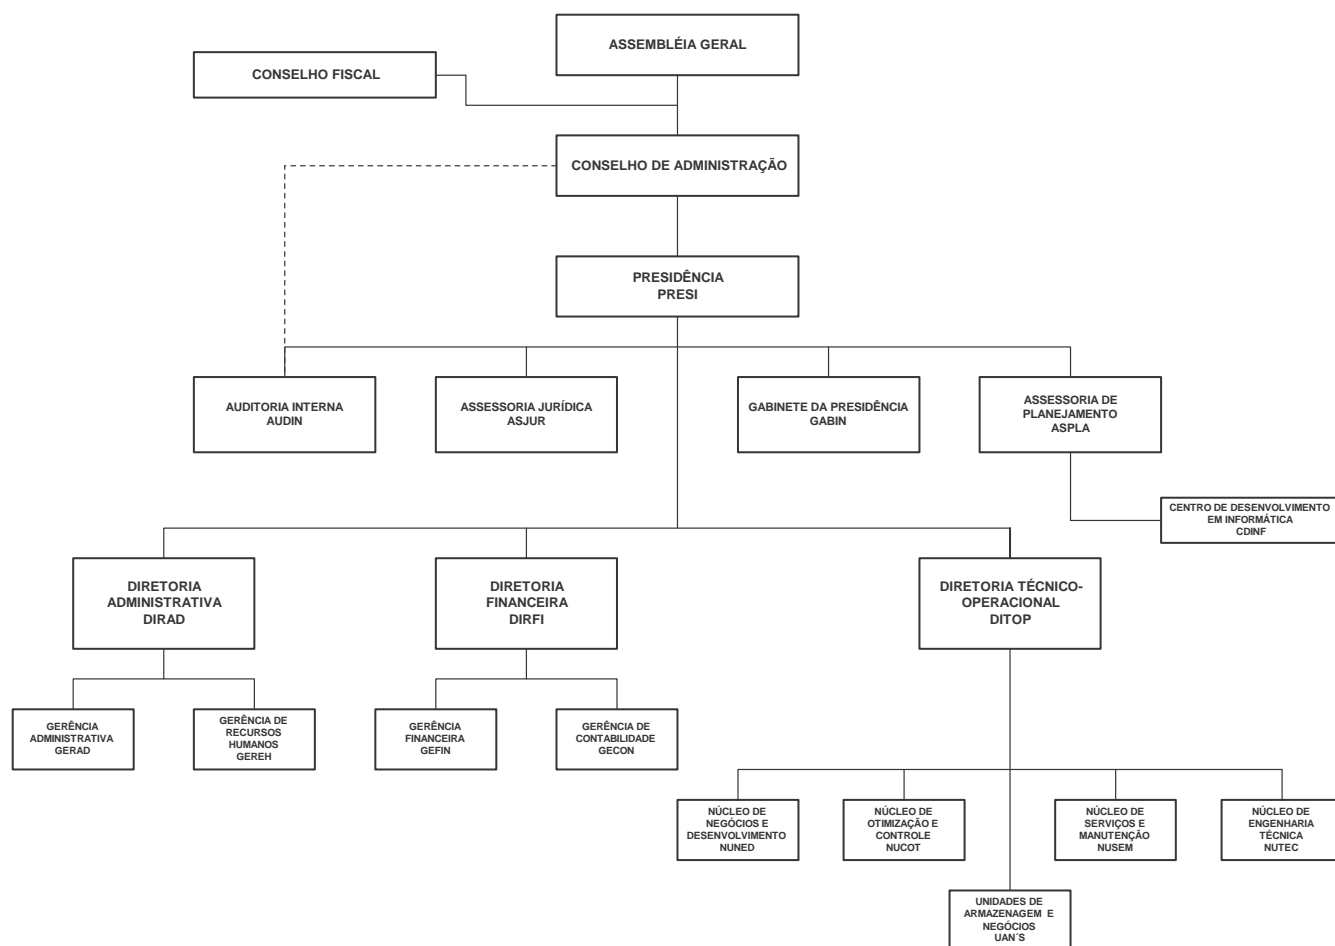 ASSEMBLÉIA GERAL
CONSELHO FISCAL
CONSELHO DE ADMINISTRAÇÃO
PRESIDÊNCIA
PRESI
AUDITORIA INTERNA
AUDIN
ASSESSORIA JURÍDICA
ASJUR
GABINETE DA PRESIDÊNCIA
GABIN
ASSESSORIA DE
PLANEJAMENTO
ASPLA
CENTRO DE DESENVOLVIMENTO
EM INFORMÁTICA
CDINF
DIRETORIA
ADMINISTRATIVA
DIRAD
DIRETORIA
FINANCEIRA
DIRFI
DIRETORIA TÉCNICO-
OPERACIONAL
DITOP
GERÊNCIA
ADMINISTRATIVA
GERAD
GERÊNCIA DE
RECURSOS
HUMANOS
GEREH
GERÊNCIA
FINANCEIRA
GEFIN
GERÊNCIA DE
CONTABILIDADE
GECON
NÚCLEO DE
NEGÓCIOS E
DESENVOLVIMENTO
NUNED
NÚCLEO DE
OTIMIZAÇÃO E
CONTROLE
NUCOT
NÚCLEO DE
SERVIÇOS E
MANUTENÇÃO
NUSEM
NÚCLEO DE
ENGENHARIA
TÉCNICA
NUTEC
UNIDADES DE
ARMAZENAGEM E
NEGÓCIOS
UAN´S